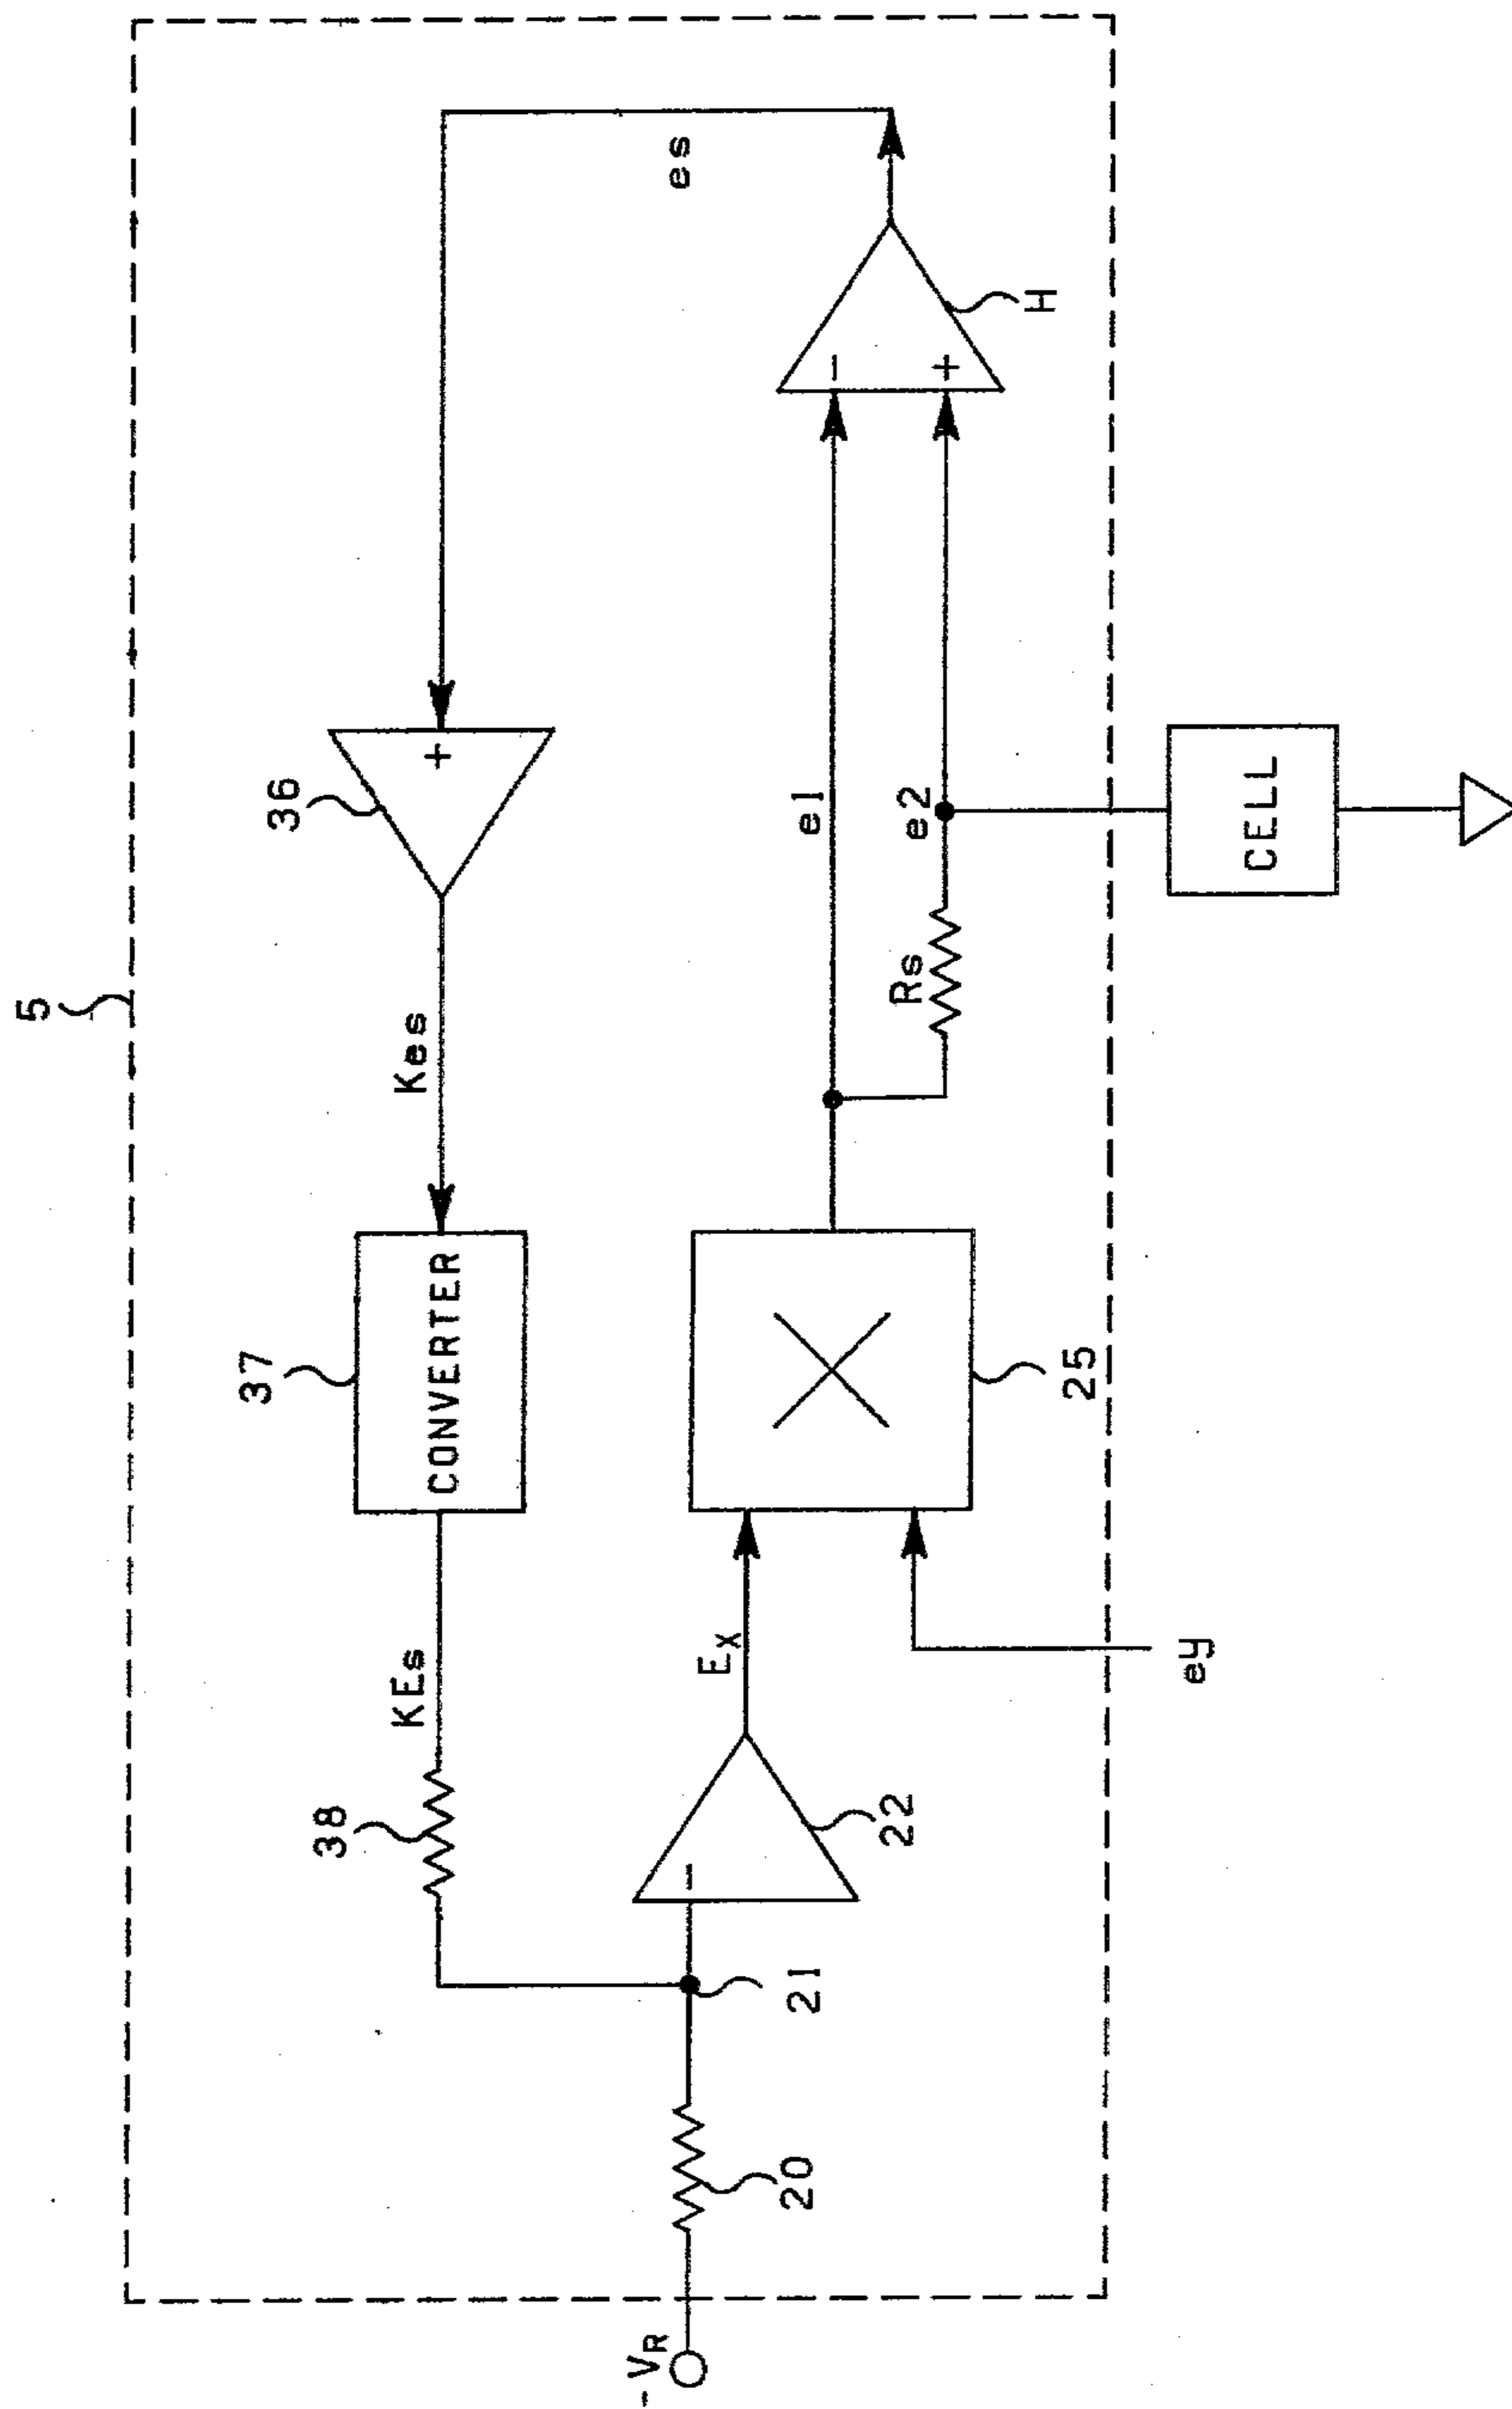 5
36
es
Kes
37
CONVERTER
KEs
38
H
e1
e2
Rs
CELL
25
Ex
ey
22
21
20
-VR